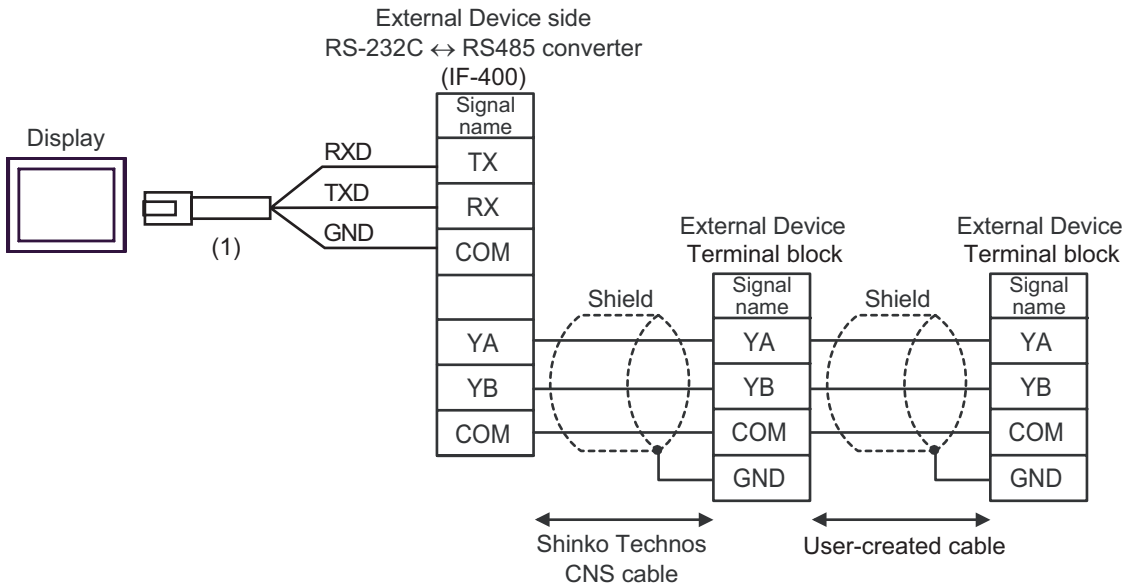 External Device side
RS-232C ↔ RS485 converter
(IF-400)
Signal
name
Display
RXD
TX
TXD
RX
GND
COM
(1)
YA
YB
COM
Shield
External Device
Terminal block
Signal
name
YA
YB
COM
GND
Shield
External Device
Terminal block
Signal
name
YA
YB
COM
GND
Shinko Technos
CNS cable
User-created cable